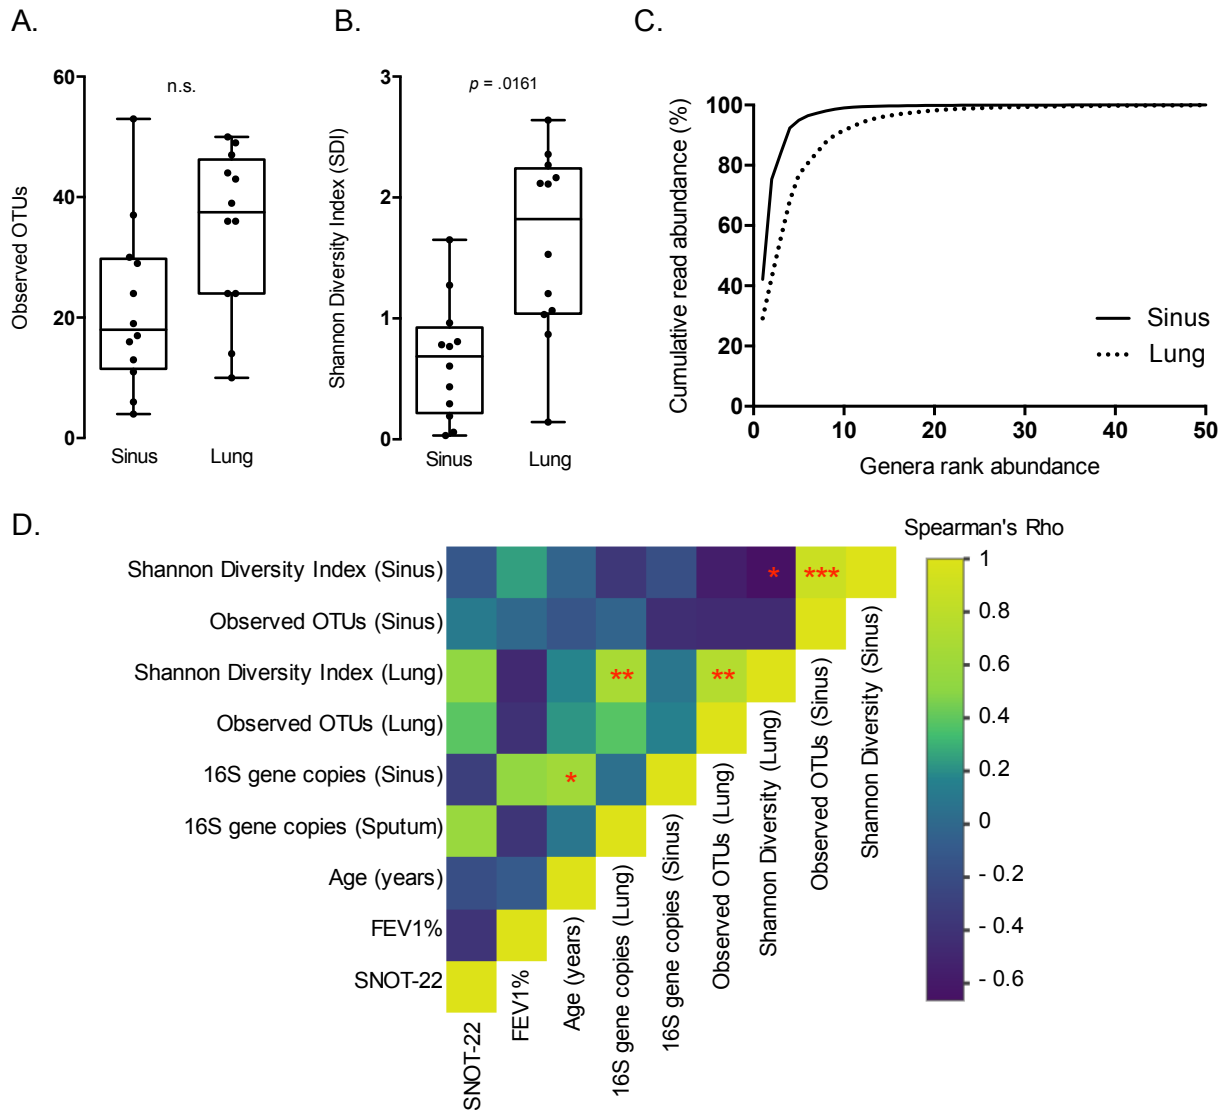 A.
B.
C.
Observed OTUs
60
40
20
0
n.s.
Sinus
Lung
Shannon Diversity Index (SDI)
3
2
1
0
p = .0161
Sinus
Lung
Cumulative read abundance (%)
100
80
60
40
20
0
0
10
20
30
40
50
Genera rank abundance
Sinus
Lung
D.
Spearman's Rho
Shannon Diversity Index (Sinus)
Observed OTUs (Sinus)
Shannon Diversity Index (Lung)
Observed OTUs (Lung)
16S gene copies (Sinus)
16S gene copies (Sputum)
Age (years)
FEV1%
SNOT-22
*
***
**
**
*
SNOT-22
FEV1%
Age (years)
16S gene copies (Lung)
16S gene copies (Sinus)
Observed OTUs (Lung)
Shannon Diversity (Lung)
Observed OTUs (Sinus)
Shannon Diversity (Sinus)
1
0.8
0.6
0.4
0.2
0
- 0.2
- 0.4
- 0.6